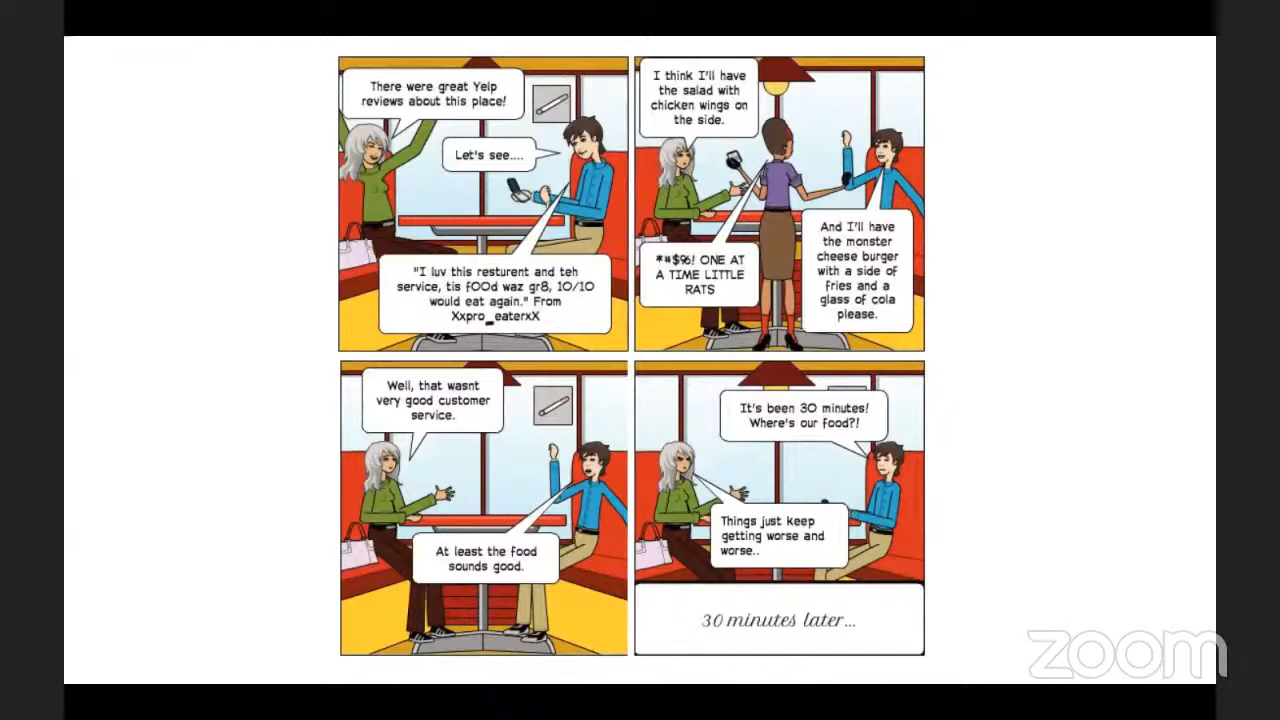 There were great Yelp
reviews about this place!
Let's see....
"I luv this resturent and teh
service, tis fOOd waz gr8, 10/10
would eat again." From
Xxpro_eaterxX
I think I'll have
the salad with
chicken wings on
the side.
*#$%! ONE AT
A TIME LITTLE
RATS
And I'll have
the monster
cheese burger
with a side of
fries and a
glass of cola
please.
Well, that wasnt
very good customer
service.
At least the food
sounds good.
It's been 30 minutes!
Where's our food?!
Things just keep
getting worse and
worse..
30 minutes later...
zoom